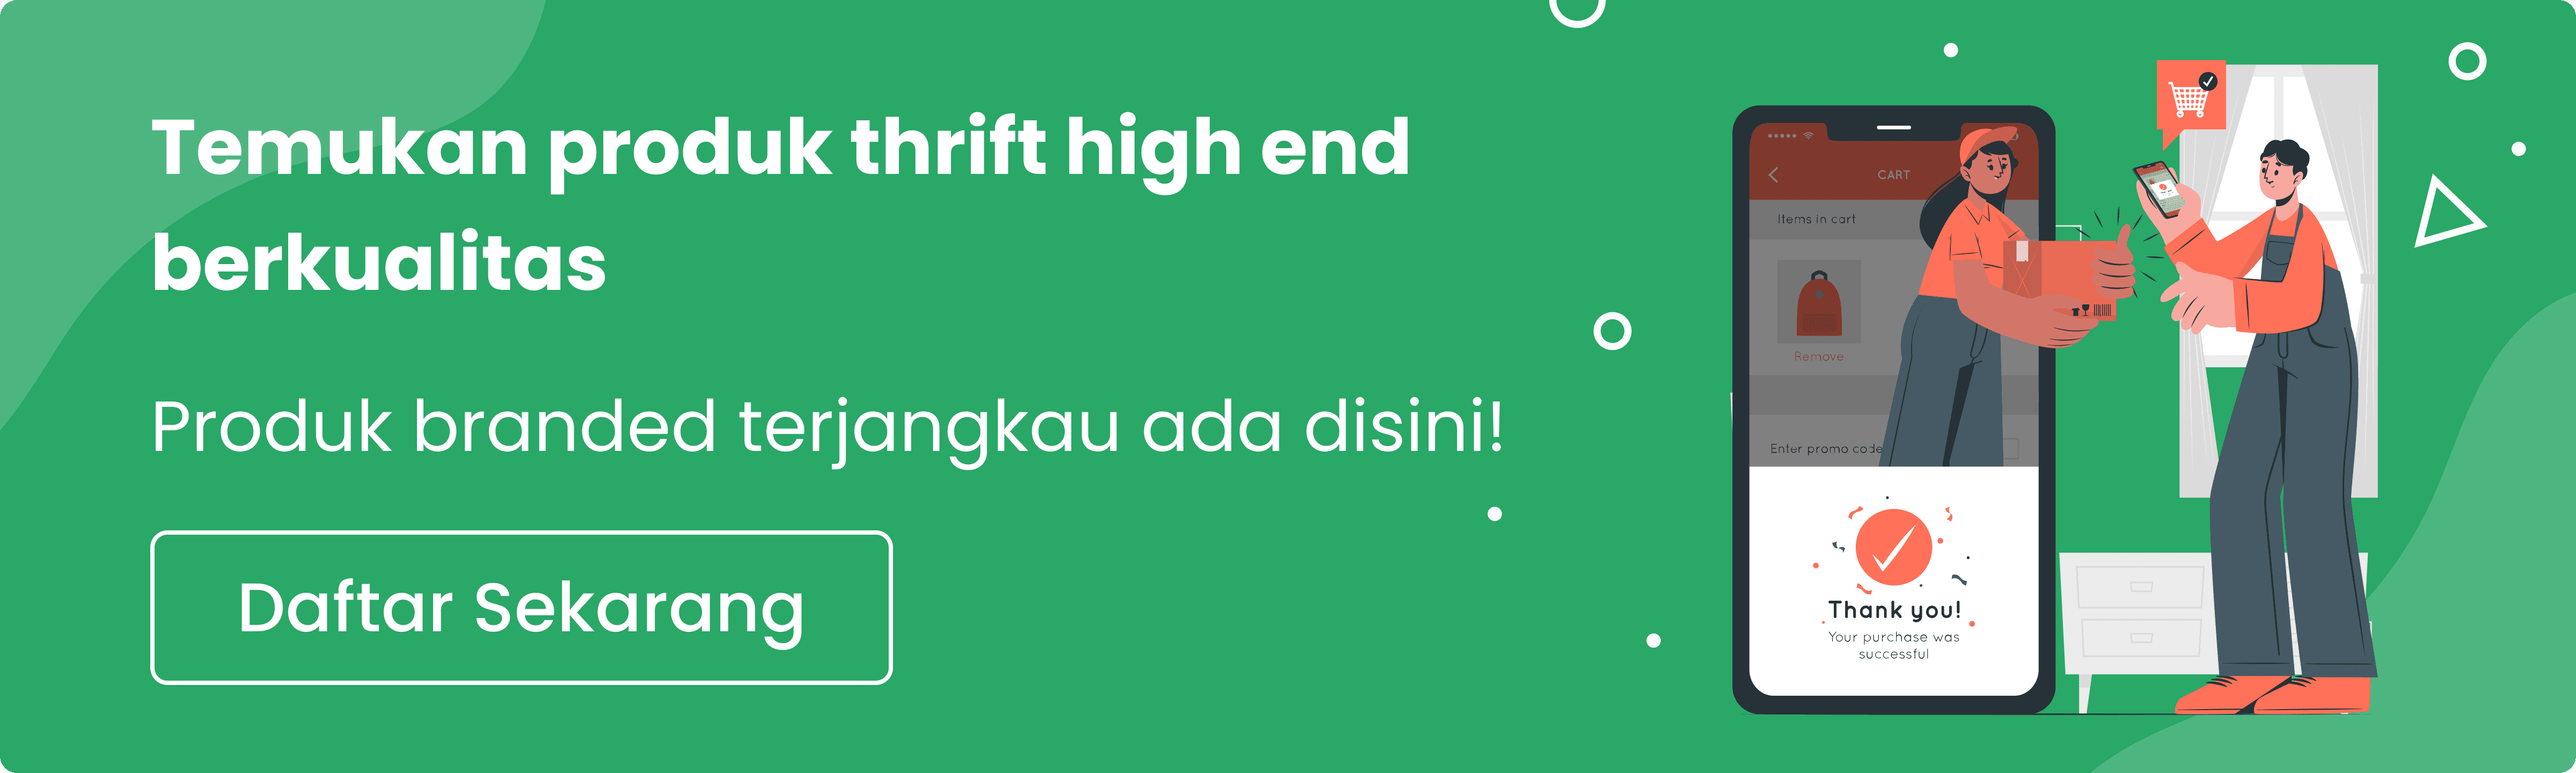 Temukan produk thrift high end
berkualitas
Produk branded terjangkau ada disini!
Daftar Sekarang
CART
Items in cart
Remove
Enter promo code
Thank you!
Your purchase was
successful